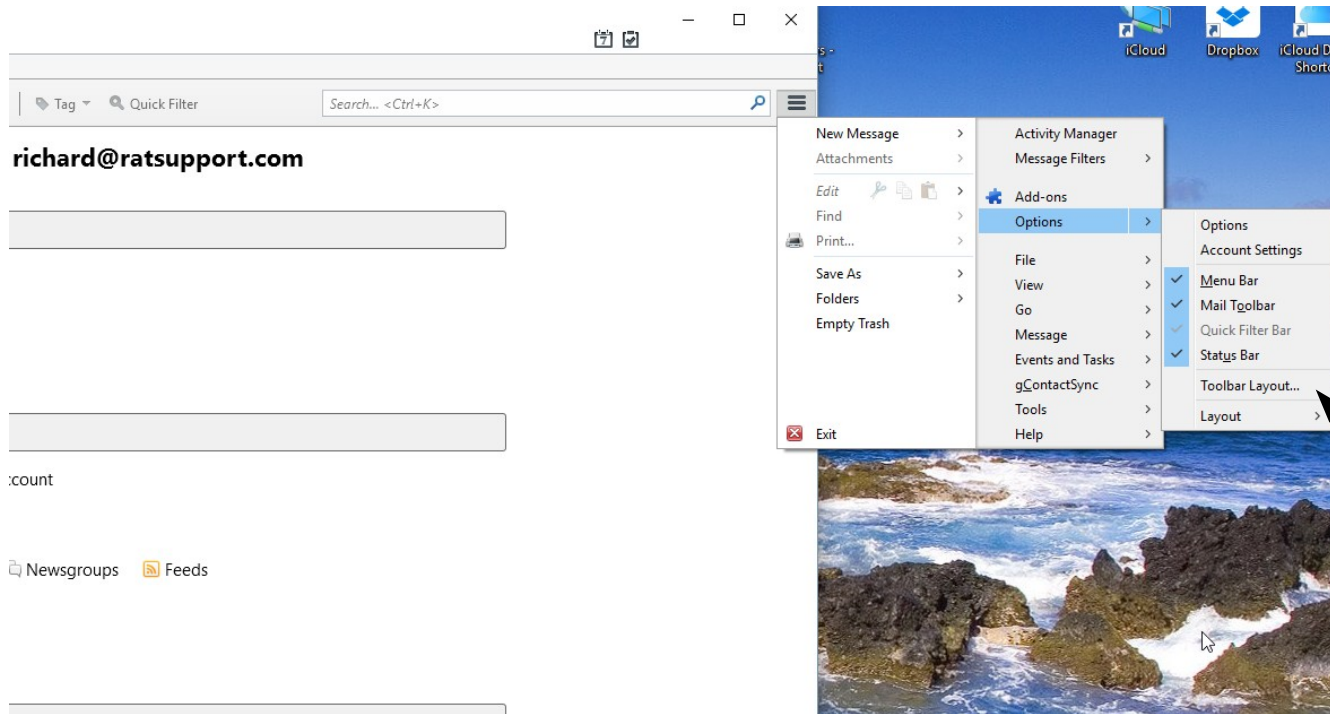 7
Tag
Quick Filter
Search... <Ctrl+K>
richard@ratsupport.com
count
Newsgroups
Feeds
New Message
Attachments
Edit
Find
Print...
Save As
Folders
Empty Trash
Exit
Activity Manager
Message Filters
Add-ons
Options
File
View
Go
Message
Events and Tasks
gContactSync
Tools
Help
Options
Account Settings
Menu Bar
Mail Toolbar
Quick Filter Bar
Status Bar
Toolbar Layout...
Layout
iCloud
Dropbox
iCloud D
Shortc